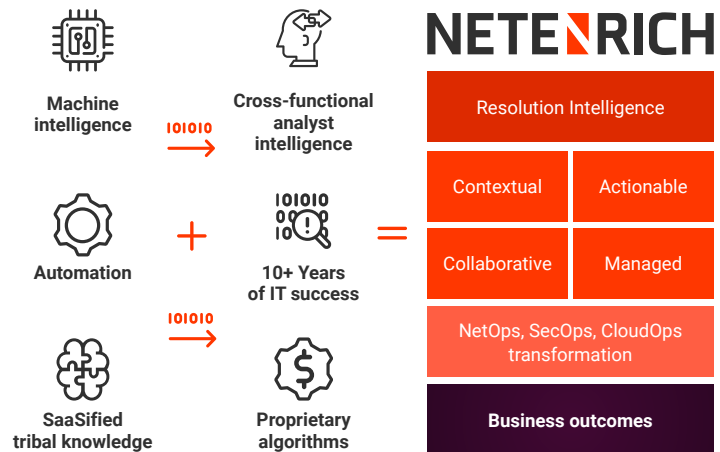 Machine
intelligence
101010
Cross-functional
analyst
intelligence
Automation
+
101010
10+ Years
of IT success
=
101010
SaaSified
tribal knowledge
$
Proprietary
algorithms
NETENRICH
Resolution Intelligence
Contextual
Actionable
Collaborative
Managed
NetOps, SecOps, CloudOps
transformation
Business outcomes